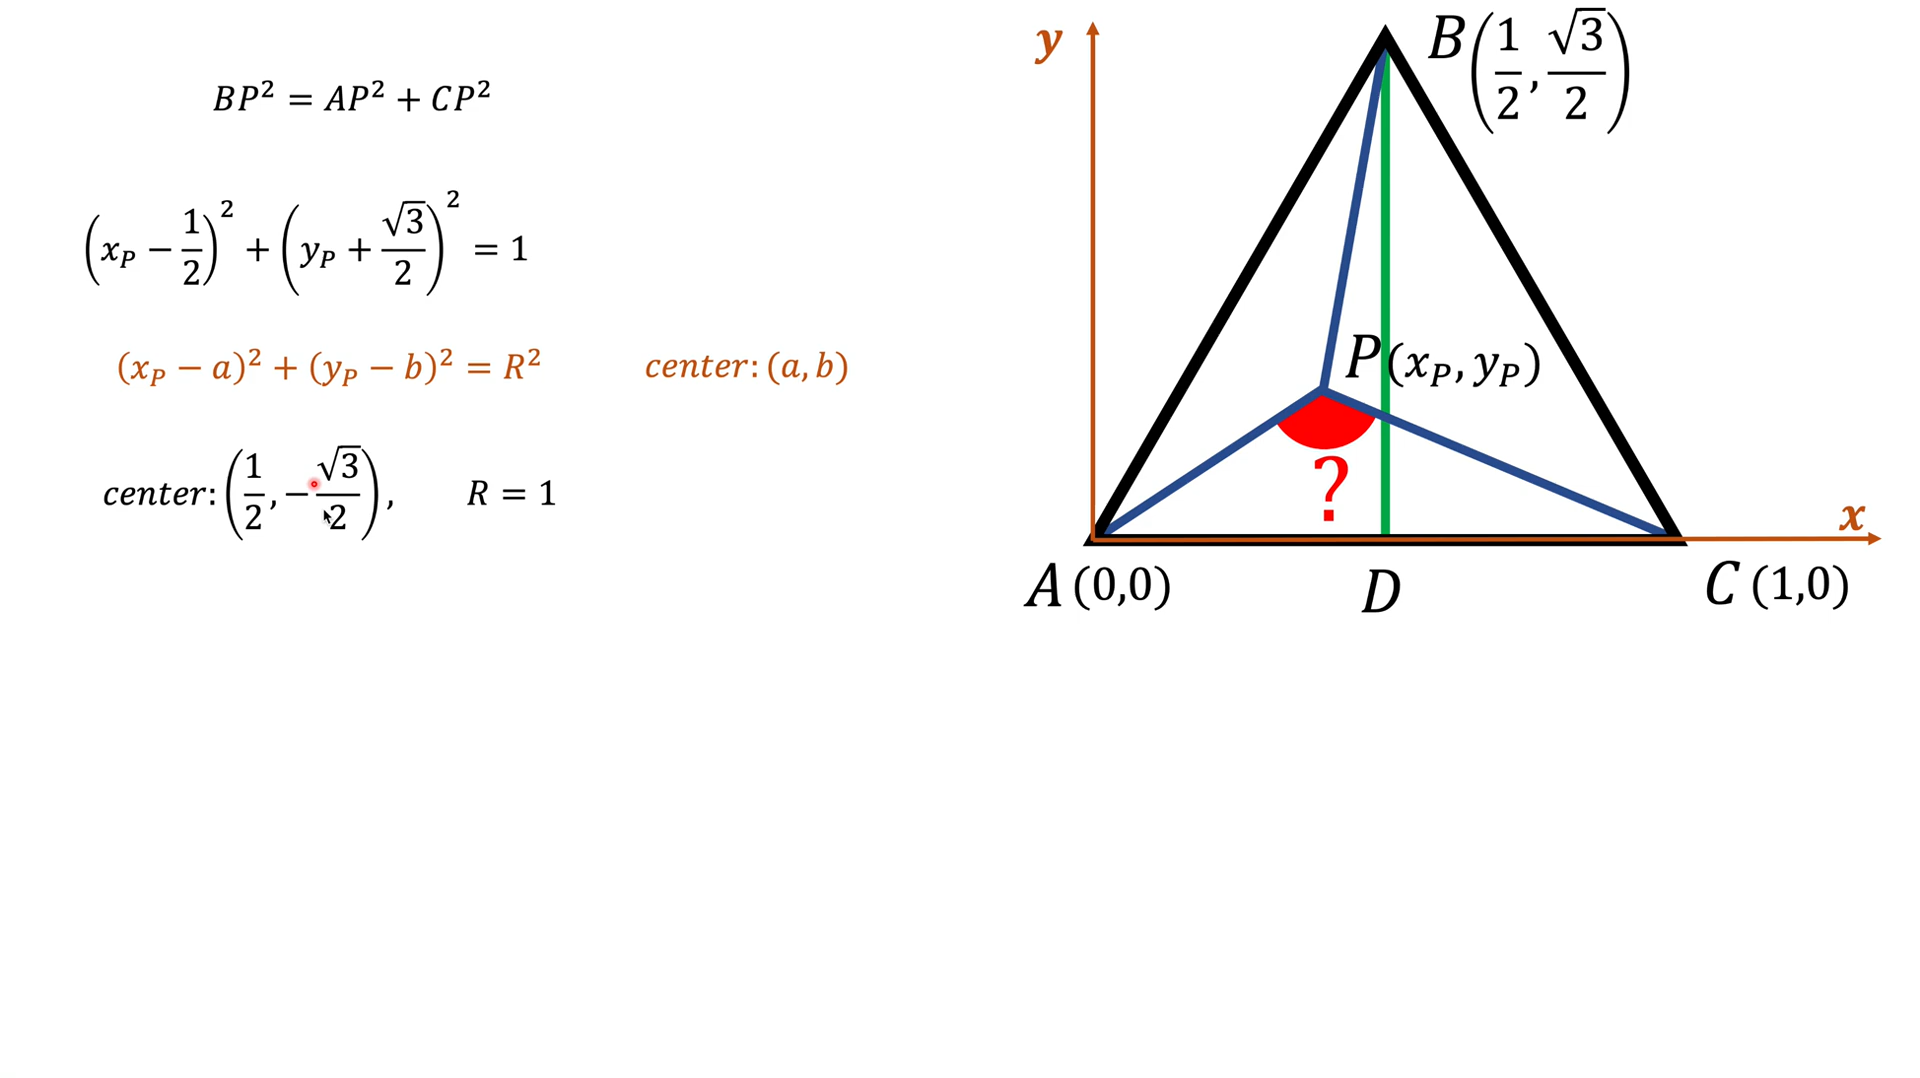 BP² = AP² + CP²
(x_P − 1/2)² + (y_P + √3/2)² = 1
(x_P − a)² + (y_P − b)² = R² center: (a, b)
center: (1/2, −√3/2), R = 1
y
B(1/2, √3/2)
P(x_P, y_P)
?
x
A (0,0)
D
C (1,0)